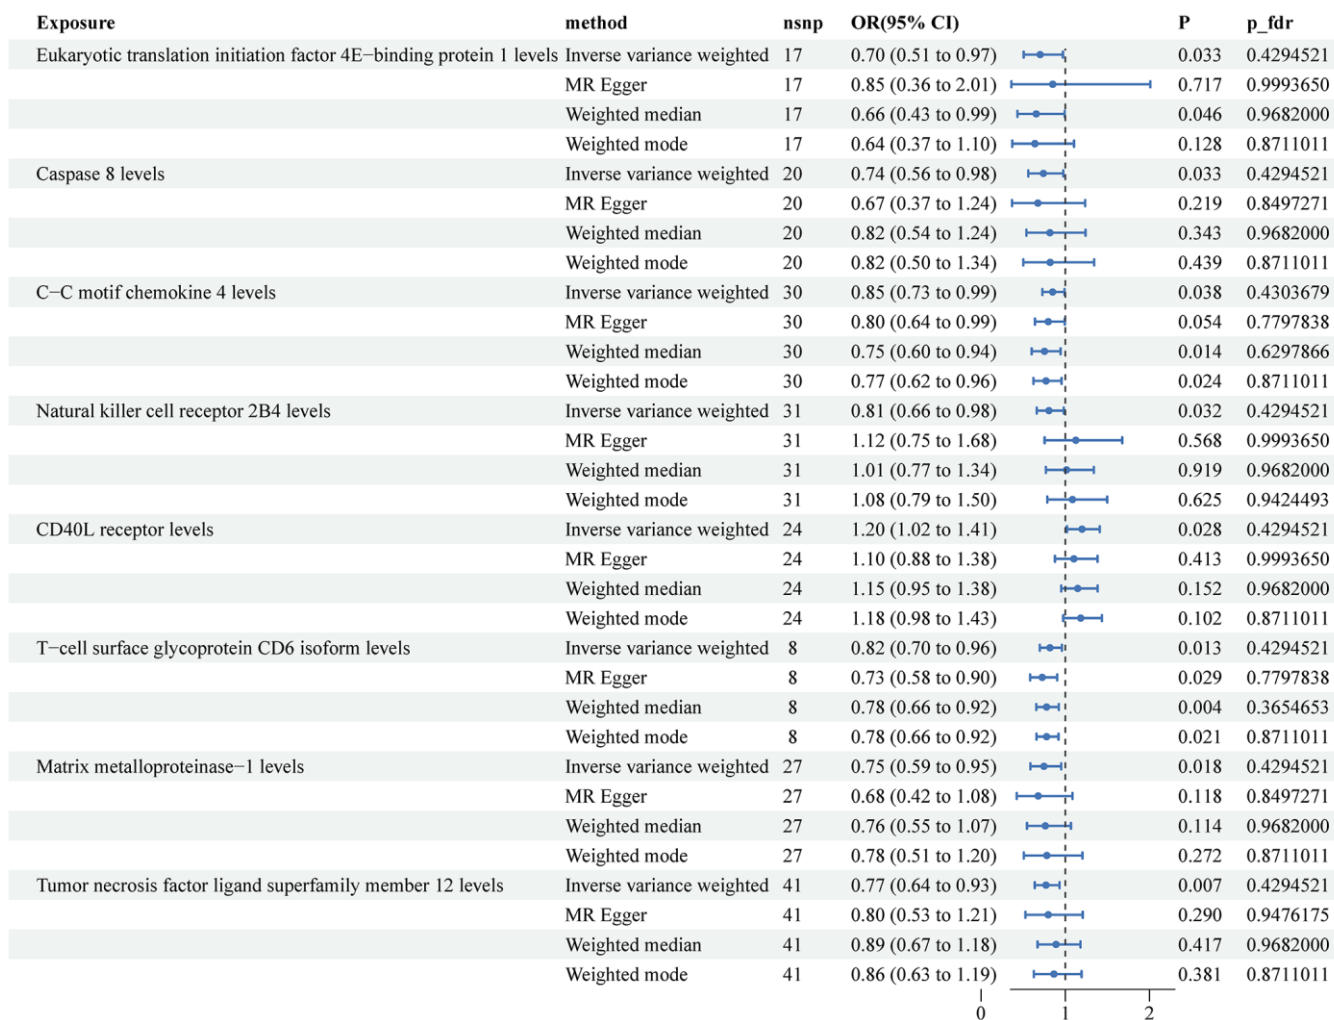 Exposure method nsnp OR(95% CI) P p_fdr
Eukaryotic translation initiation factor 4E−binding protein 1 levels Inverse variance weighted 17 0.70 (0.51 to 0.97) 0.033 0.4294521
MR Egger 17 0.85 (0.36 to 2.01) 0.717 0.9993650
Weighted median 17 0.66 (0.43 to 0.99) 0.046 0.9682000
Weighted mode 17 0.64 (0.37 to 1.10) 0.128 0.8711011
Caspase 8 levels Inverse variance weighted 20 0.74 (0.56 to 0.98) 0.033 0.4294521
MR Egger 20 0.67 (0.37 to 1.24) 0.219 0.8497271
Weighted median 20 0.82 (0.54 to 1.24) 0.343 0.9682000
Weighted mode 20 0.82 (0.50 to 1.34) 0.439 0.8711011
C−C motif chemokine 4 levels Inverse variance weighted 30 0.85 (0.73 to 0.99) 0.038 0.4303679
MR Egger 30 0.80 (0.64 to 0.99) 0.054 0.7797838
Weighted median 30 0.75 (0.60 to 0.94) 0.014 0.6297866
Weighted mode 30 0.77 (0.62 to 0.96) 0.024 0.8711011
Natural killer cell receptor 2B4 levels Inverse variance weighted 31 0.81 (0.66 to 0.98) 0.032 0.4294521
MR Egger 31 1.12 (0.75 to 1.68) 0.568 0.9993650
Weighted median 31 1.01 (0.77 to 1.34) 0.919 0.9682000
Weighted mode 31 1.08 (0.79 to 1.50) 0.625 0.9424493
CD40L receptor levels Inverse variance weighted 24 1.20 (1.02 to 1.41) 0.028 0.4294521
MR Egger 24 1.10 (0.88 to 1.38) 0.413 0.9993650
Weighted median 24 1.15 (0.95 to 1.38) 0.152 0.9682000
Weighted mode 24 1.18 (0.98 to 1.43) 0.102 0.8711011
T−cell surface glycoprotein CD6 isoform levels Inverse variance weighted 8 0.82 (0.70 to 0.96) 0.013 0.4294521
MR Egger 8 0.73 (0.58 to 0.90) 0.029 0.7797838
Weighted median 8 0.78 (0.66 to 0.92) 0.004 0.3654653
Weighted mode 8 0.78 (0.66 to 0.92) 0.021 0.8711011
Matrix metalloproteinase−1 levels Inverse variance weighted 27 0.75 (0.59 to 0.95) 0.018 0.4294521
MR Egger 27 0.68 (0.42 to 1.08) 0.118 0.8497271
Weighted median 27 0.76 (0.55 to 1.07) 0.114 0.9682000
Weighted mode 27 0.78 (0.51 to 1.20) 0.272 0.8711011
Tumor necrosis factor ligand superfamily member 12 levels Inverse variance weighted 41 0.77 (0.64 to 0.93) 0.007 0.4294521
MR Egger 41 0.80 (0.53 to 1.21) 0.290 0.9476175
Weighted median 41 0.89 (0.67 to 1.18) 0.417 0.9682000
Weighted mode 41 0.86 (0.63 to 1.19) 0.381 0.8711011
0 1 2